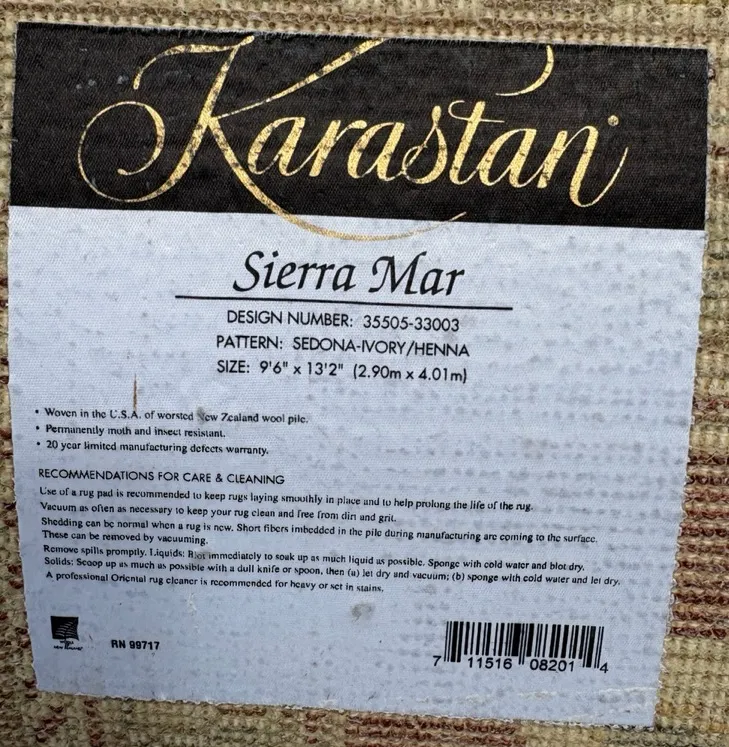 Karastan
Sierra Mar
DESIGN NUMBER: 35505-33003
PATTERN: SEDONA-IVORY/HENNA
SIZE: 9'6" x 13'2" (2.90m x 4.01m)
• Woven in the U.S.A. of worsted New Zealand wool pile.
• Permanently moth and insect resistant.
• 20 year limited manufacturing defects warranty.
RECOMMENDATIONS FOR CARE & CLEANING
Use of a rug pad is recommended to keep rugs laying smoothly in place and to help prolong the life of the rug.
Vacuum as often as necessary to keep your rug clean and free from dirt and grit.
Shedding can be normal when a rug is new. Short fibers imbedded in the pile during manufacturing are coming to the surface.
These can be removed by vacuuming.
Remove spills promptly. Liquids: Blot immediately to soak up as much liquid as possible. Sponge with cold water and blot dry.
Solids: Scoop up as much as possible with a dull knife or spoon, then (a) let dry and vacuum; (b) sponge with cold water and let dry.
A professional Oriental rug cleaner is recommended for heavy or set in stains.
RN 99717
7 11516 08201 4